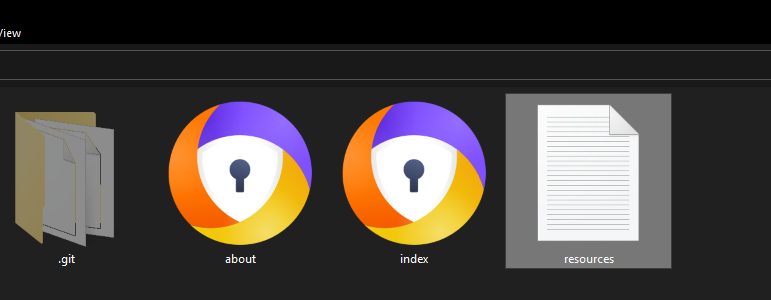 View
.git
about
index
resources